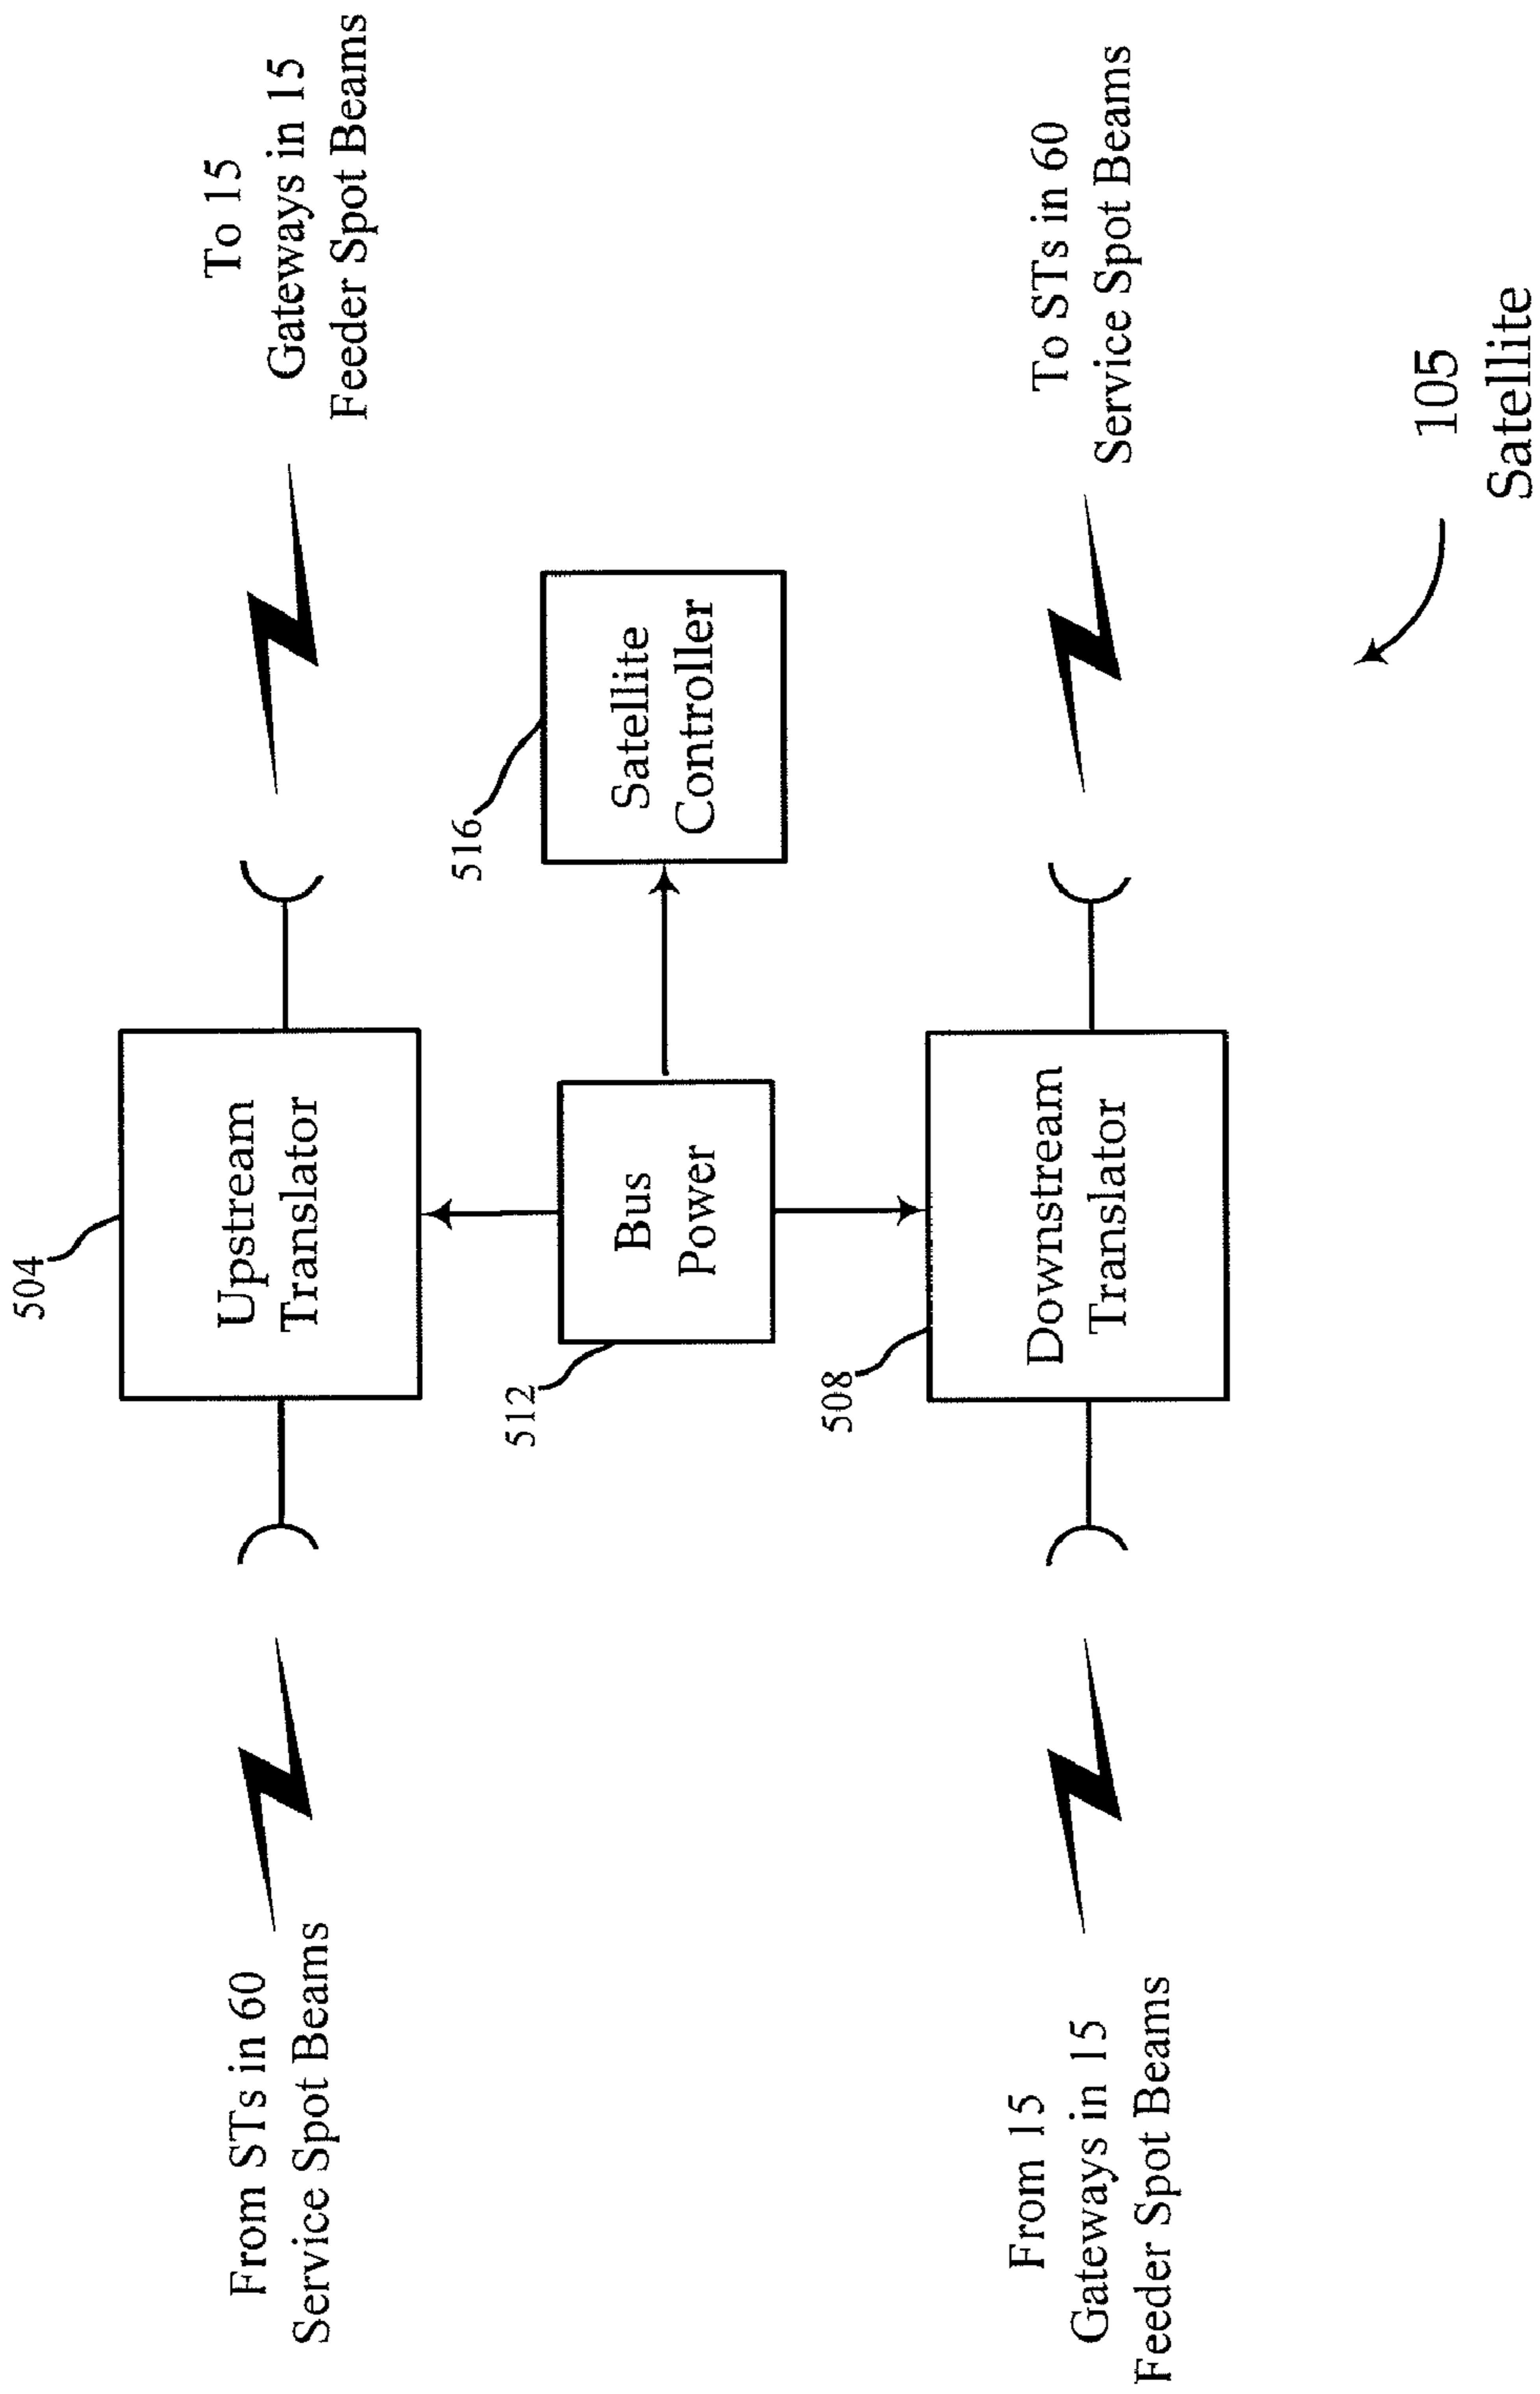 504
Upstream
Translator
From STs in 60
Service Spot Beams
To 15
Gateways in 15
Feeder Spot Beams
512
Bus
Power
516
Satellite
Controller
508
Downstream
Translator
From 15
Gateways in 15
Feeder Spot Beams
To STs in 60
Service Spot Beams
105
Satellite